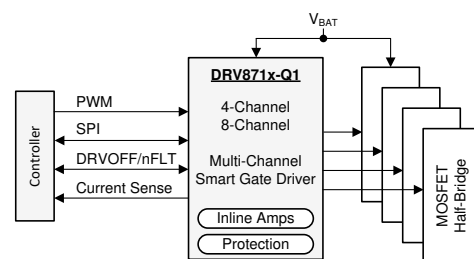 VBAT
DRV871x-Q1
4-Channel
8-Channel
Multi-Channel
Smart Gate Driver
Inline Amps
Protection
Controller
PWM
SPI
DRVOFF/nFLT
Current Sense
MOSFET
Half-Bridge